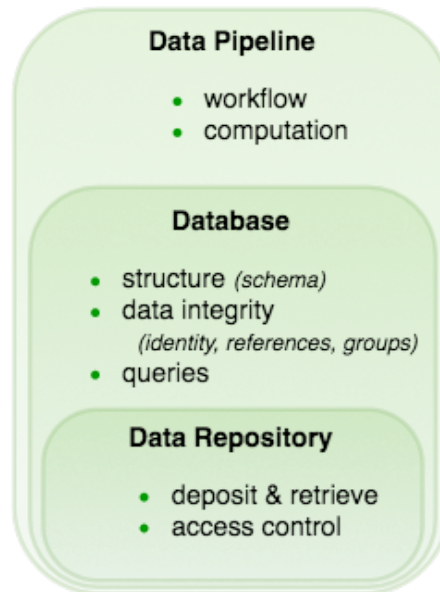 Data Pipeline
• workflow
• computation
Database
• structure (schema)
• data integrity
(identity, references, groups)
• queries
Data Repository
• deposit & retrieve
• access control